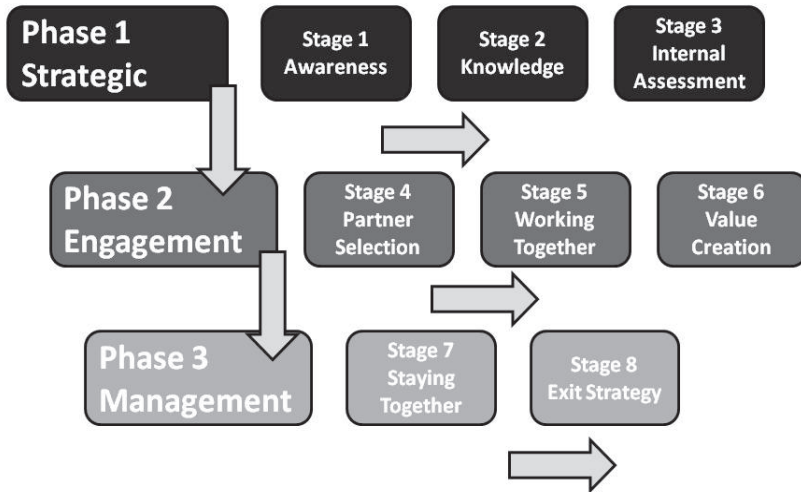 Phase 1
Strategic
Stage 1
Awareness
Stage 2
Knowledge
Stage 3
Internal
Assessment
Phase 2
Engagement
Stage 4
Partner
Selection
Stage 5
Working
Together
Stage 6
Value
Creation
Phase 3
Management
Stage 7
Staying
Together
Stage 8
Exit Strategy